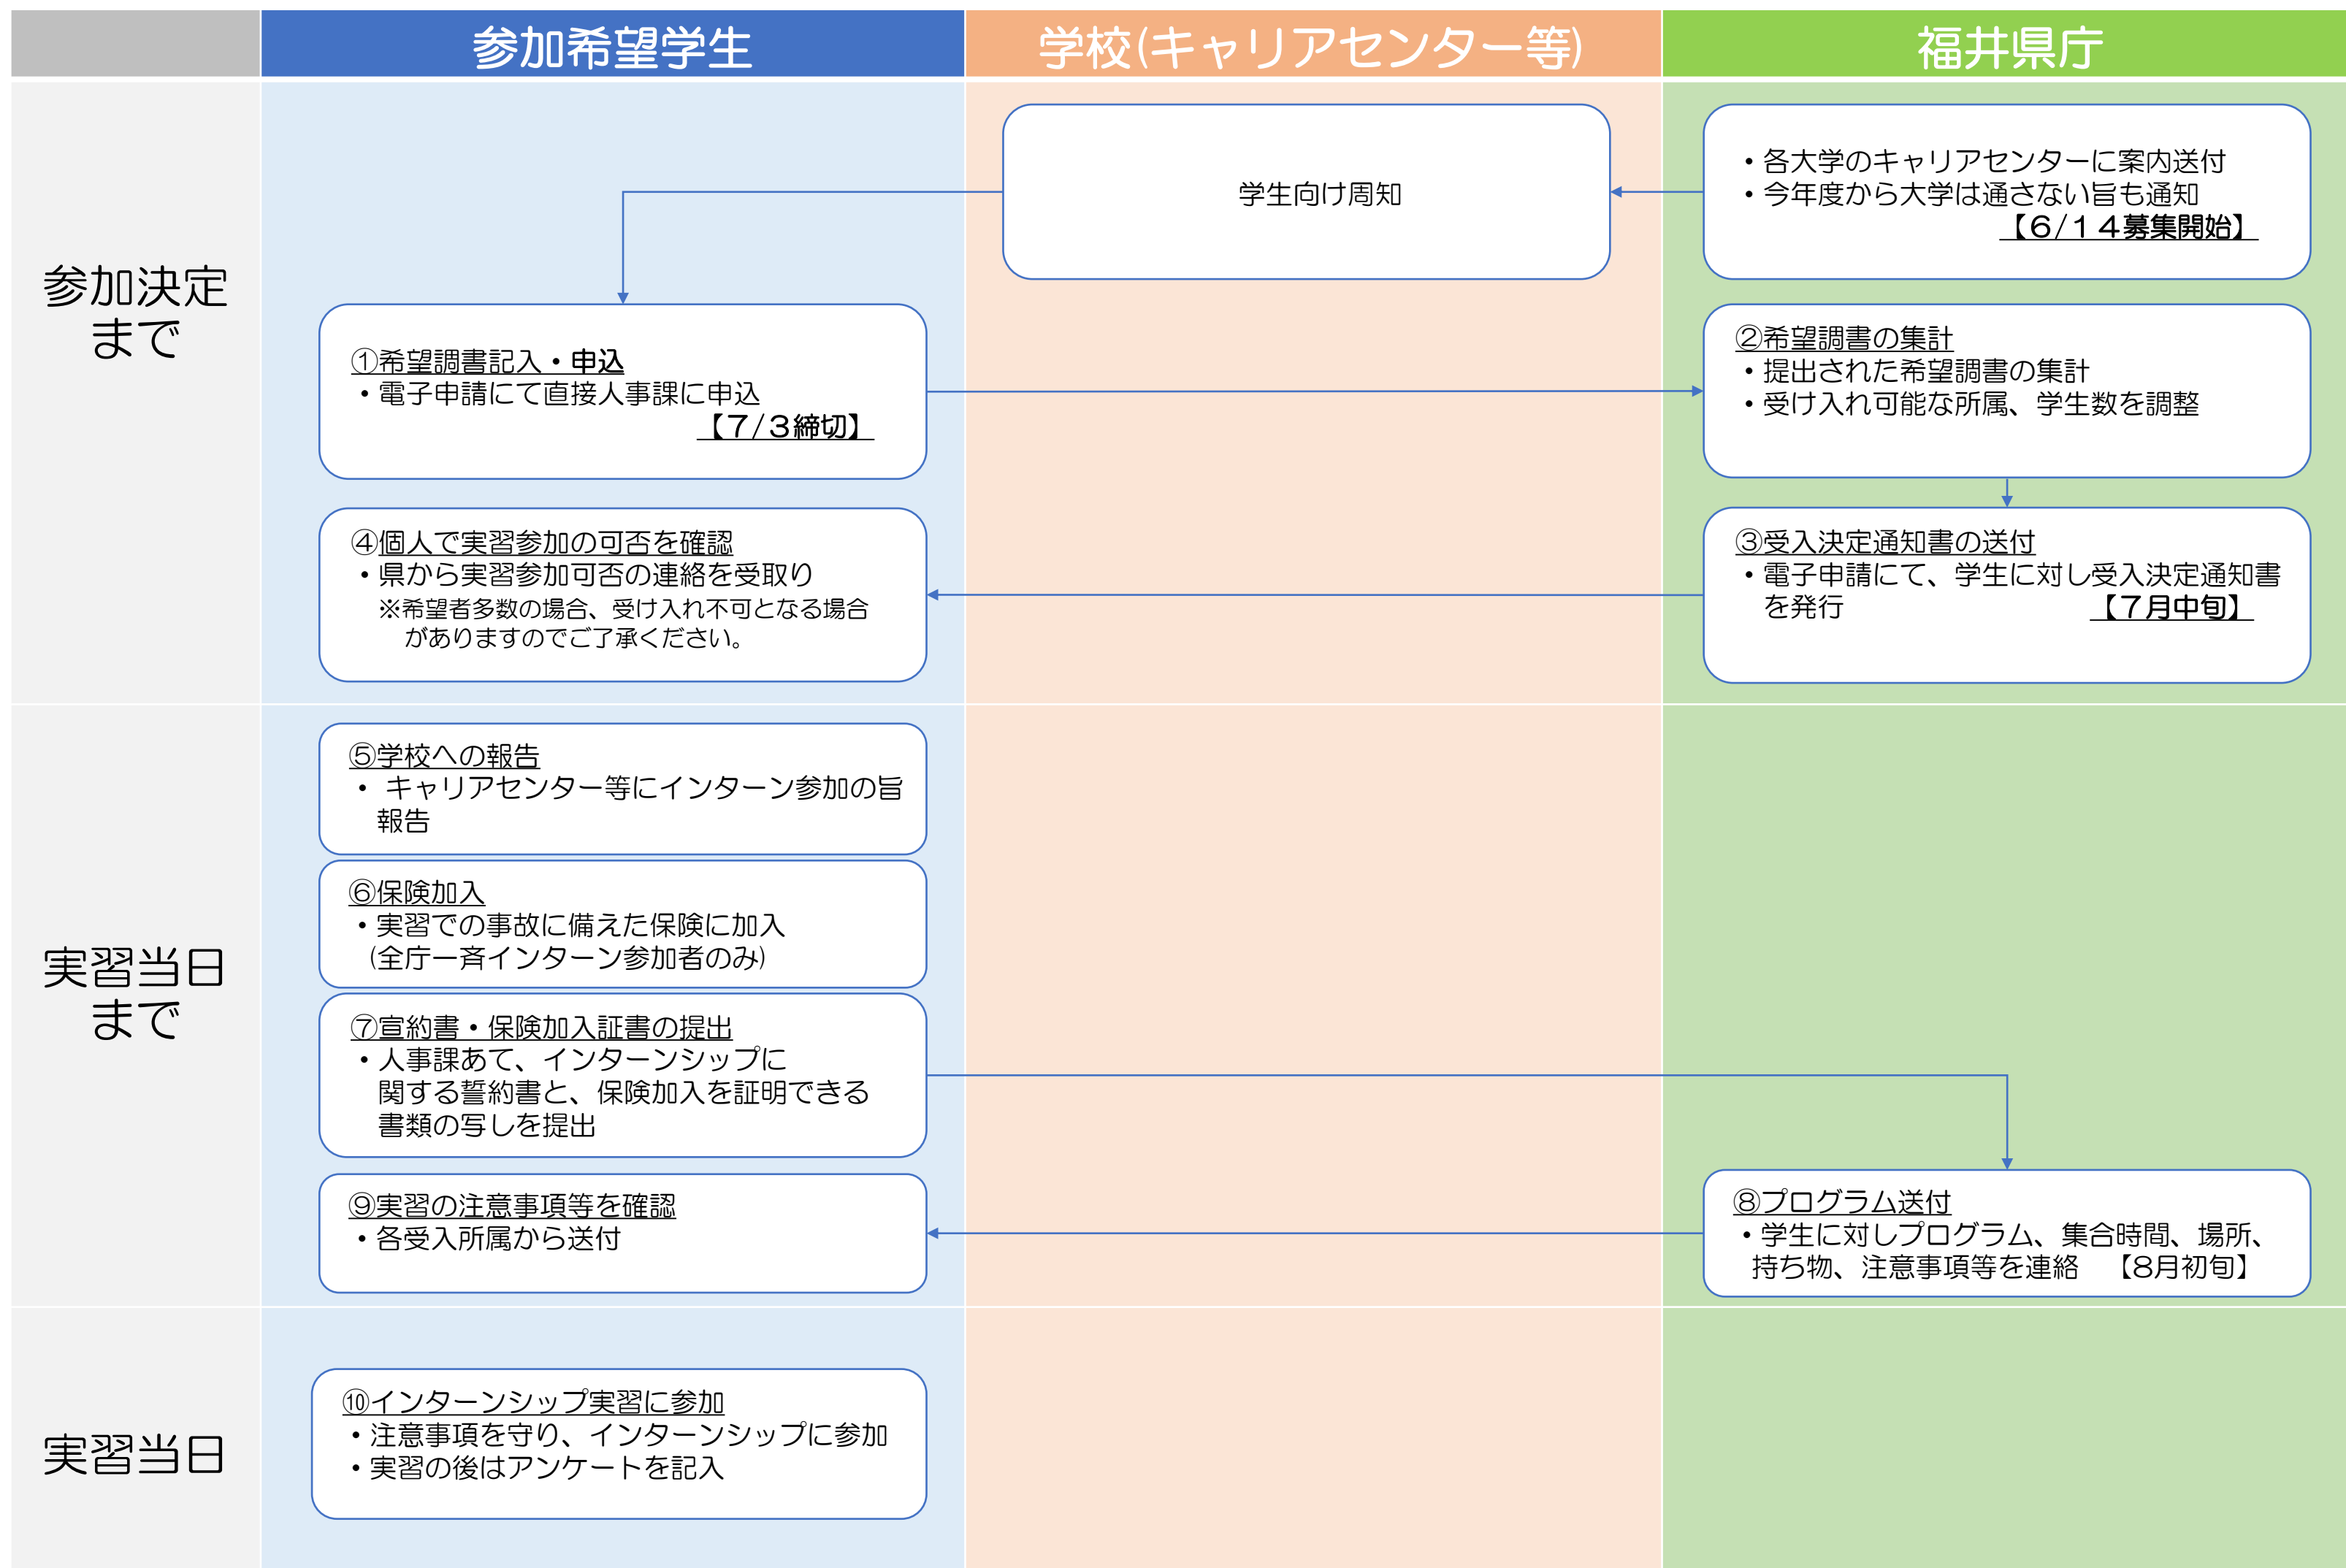 参加希望学生
学校(キャリアセンター等)
福井県庁
参加決定
まで
・各大学のキャリアセンターに案内送付
・今年度から大学は通さない旨も通知
【６/１４募集開始】
学生向け周知
①希望調書記入・申込
・電子申請にて直接人事課に申込
【７/３締切】
②希望調書の集計
・提出された希望調書の集計
・受け入れ可能な所属、学生数を調整
③受入決定通知書の送付
・電子申請にて、学生に対し受入決定通知書
を発行　【７月中旬】
④個人で実習参加の可否を確認
・県から実習参加可否の連絡を受取り
※希望者多数の場合、受け入れ不可となる場合
がありますのでご了承ください。
実習当日
まで
⑤学校への報告
・ キャリアセンター等にインターン参加の旨
報告
⑥保険加入
・実習での事故に備えた保険に加入
(全庁一斉インターン参加者のみ)
⑦宣約書・保険加入証書の提出
・人事課あて、インターンシップに
関する誓約書と、保険加入を証明できる
書類の写しを提出
⑧プログラム送付
・学生に対しプログラム、集合時間、場所、
持ち物、注意事項等を連絡　【８月初旬】
⑨実習の注意事項等を確認
・各受入所属から送付
実習当日
⑩インターンシップ実習に参加
・注意事項を守り、インターンシップに参加
・実習の後はアンケートを記入